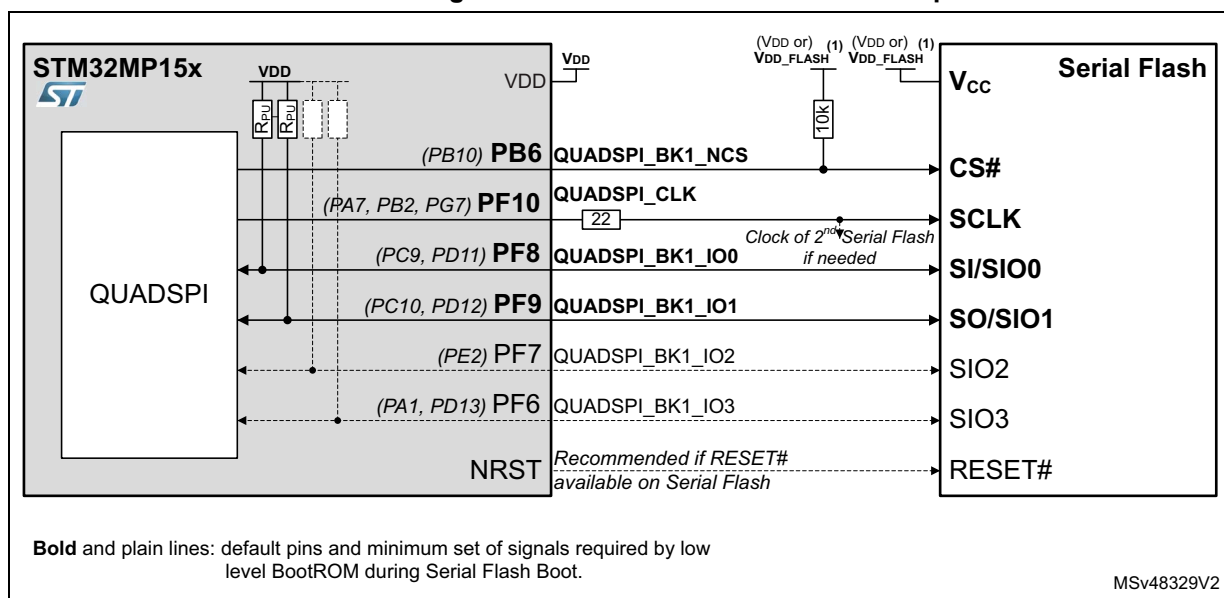 STM32MP15x
ST
VDD
RPU
RPU
VDD
VDD
(VDD or) (1)
VDD_FLASH
(VDD or) (1)
VDD_FLASH
10k
Serial Flash
VCC
QUADSPI
(PB10) PB6 QUADSPI_BK1_NCS
CS#
(PA7, PB2, PG7) PF10 QUADSPI_CLK
22
SCLK
Clock of 2nd Serial Flash
if needed
(PC9, PD11) PF8 QUADSPI_BK1_IO0
SI/SIO0
(PC10, PD12) PF9 QUADSPI_BK1_IO1
SO/SIO1
(PE2) PF7 QUADSPI_BK1_IO2
SIO2
(PA1, PD13) PF6 QUADSPI_BK1_IO3
SIO3
NRST
Recommended if RESET#
available on Serial Flash
RESET#
Bold and plain lines: default pins and minimum set of signals required by low
level BootROM during Serial Flash Boot.
MSv48329V2